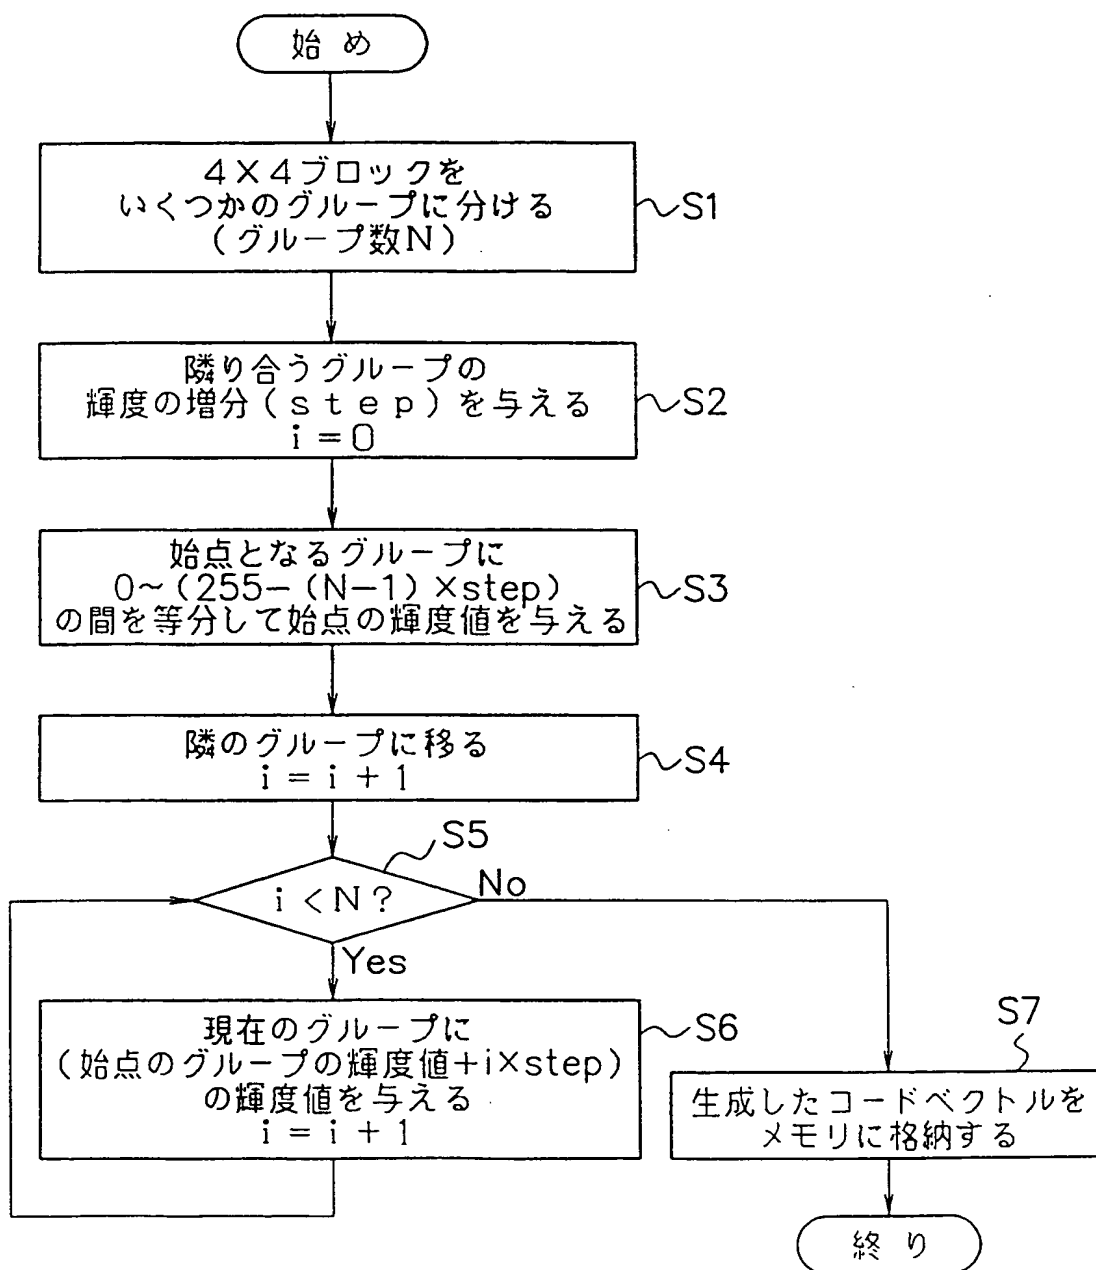 始め
4×4ブロックを
いくつかのグループに分ける
(グループ数N)
S1
隣り合うグループの
輝度の増分(step)を与える
i=0
S2
始点となるグループに
0~(255-(N-1)×step)
の間を等分して始点の輝度値を与える
S3
隣のグループに移る
i=i+1
S4
S5
i<N?
No
Yes
現在のグループに
(始点のグループの輝度値+i×step)
の輝度値を与える
i=i+1
S6
S7
生成したコードベクトルを
メモリに格納する
終り